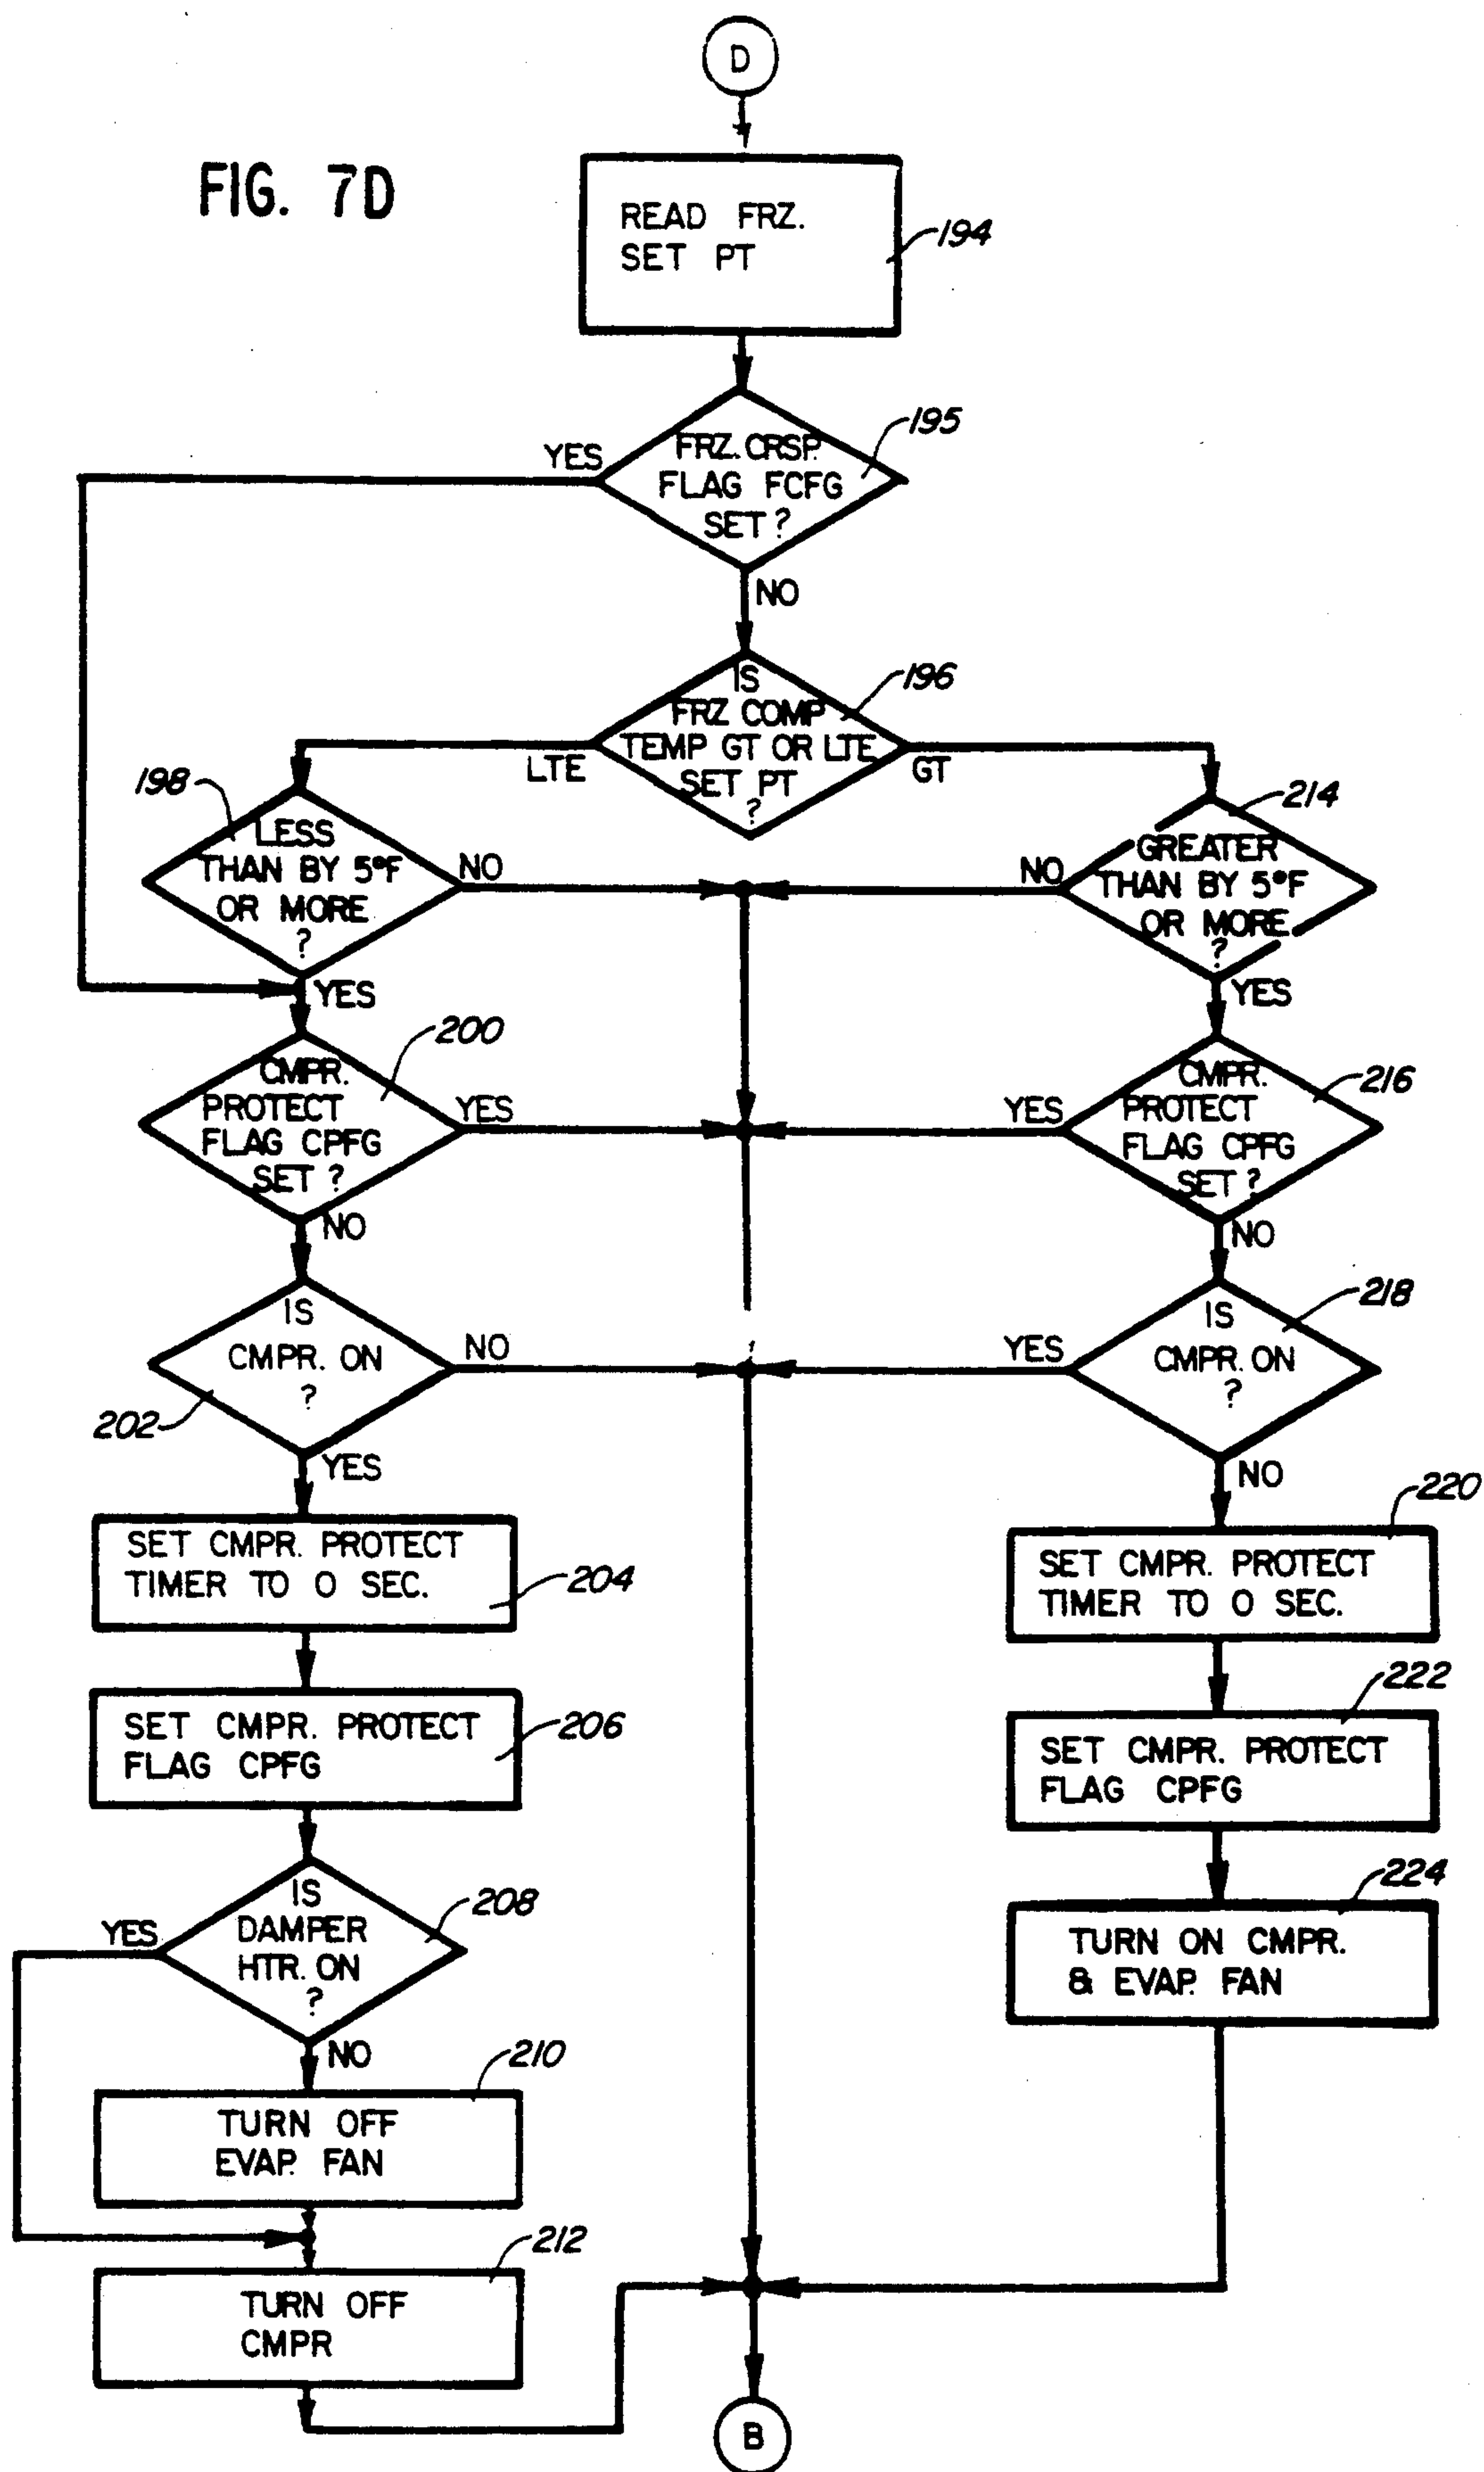 D
FIG. 7D
READ FRZ.
SET PT
194
195
YES
FRZ. CRSP.
FLAG FCFG
SET ?
NO
196
IS
FRZ COMP
TEMP GT OR LTE
SET PT
?
LTE
GT
198
LESS
THAN BY 5°F
OR MORE
?
NO
YES
214
GREATER
THAN BY 5°F
OR MORE
?
NO
YES
200
CMPR.
PROTECT
FLAG CPFG
SET ?
YES
NO
216
CMPR.
PROTECT
FLAG CPFG
SET ?
YES
NO
IS
CMPR. ON
?
202
NO
YES
218
IS
CMPR. ON
?
YES
NO
SET CMPR. PROTECT
TIMER TO 0 SEC.
204
220
SET CMPR. PROTECT
TIMER TO 0 SEC.
SET CMPR. PROTECT
FLAG CPFG
206
222
SET CMPR. PROTECT
FLAG CPFG
IS
DAMPER
HTR. ON
?
208
YES
NO
224
TURN ON CMPR.
& EVAP. FAN
210
TURN OFF
EVAP. FAN
212
TURN OFF
CMPR
B